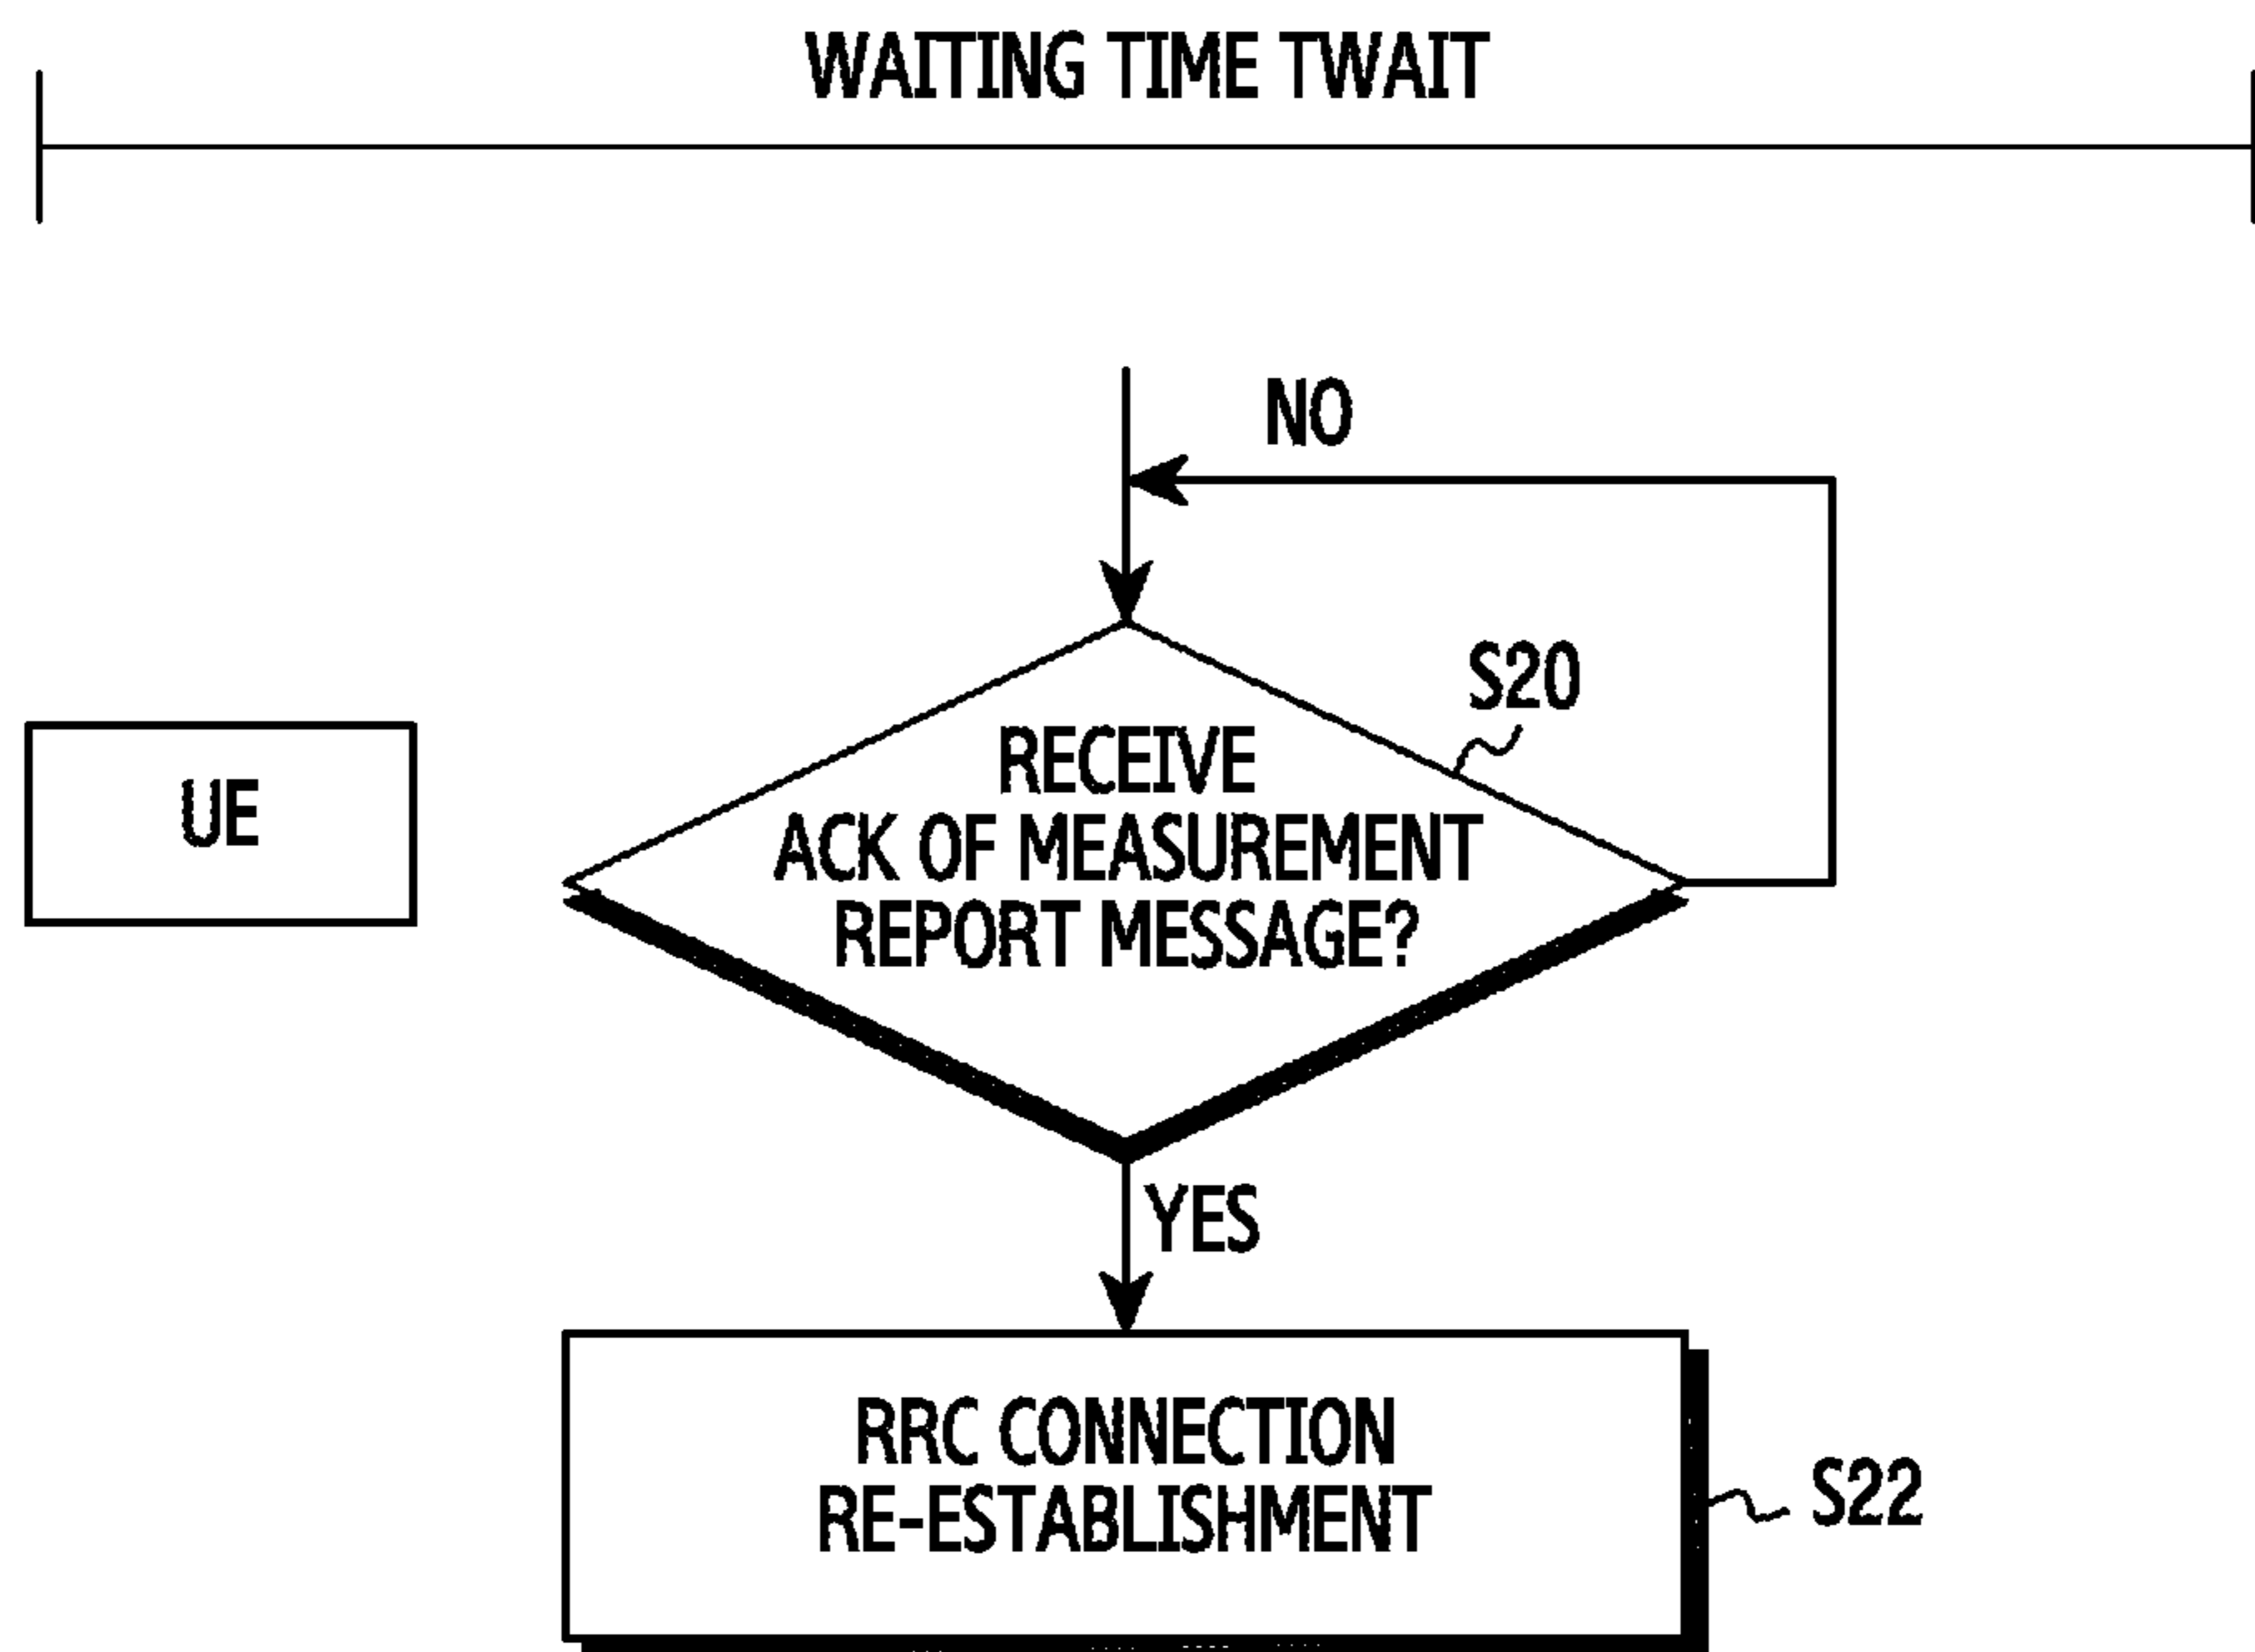 WAITING TIME TWAIT
NO
S20
UE
RECEIVE
ACK OF MEASUREMENT
REPORT MESSAGE?
YES
RRC CONNECTION
RE-ESTABLISHMENT
S22